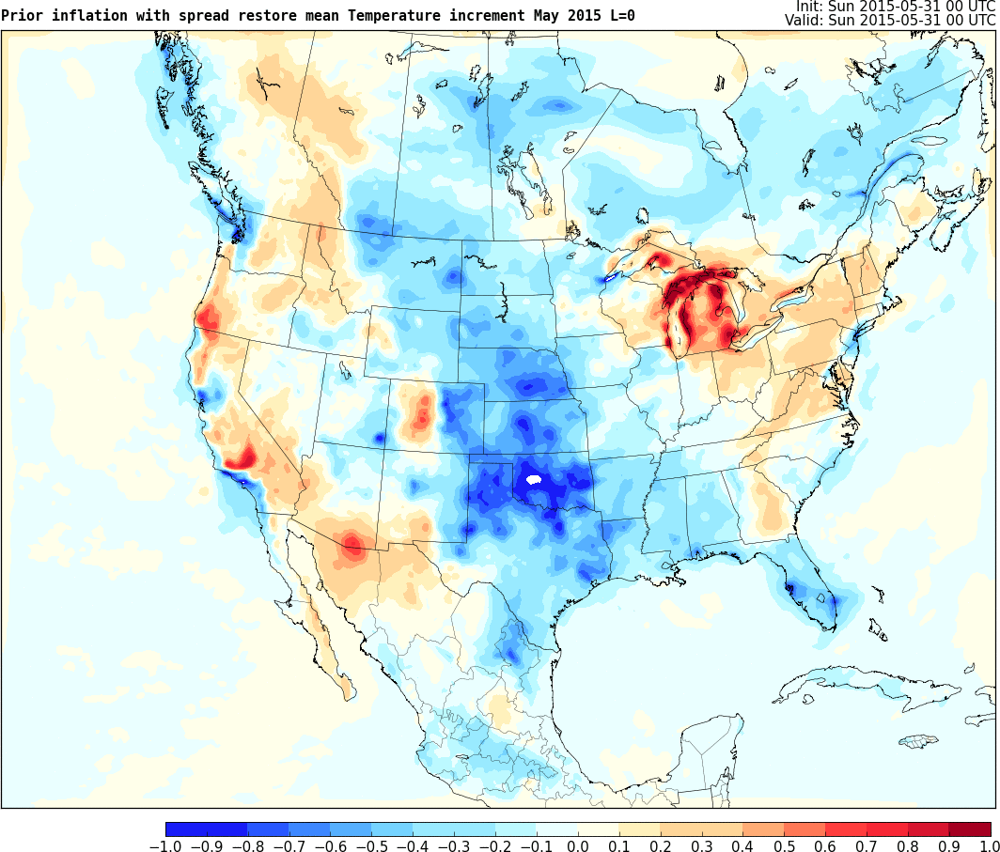 Prior inflation with spread restore mean Temperature increment May 2015 L=0
Init: Sun 2015-05-31 00 UTC
Valid: Sun 2015-05-31 00 UTC
−1.0 −0.9 −0.8 −0.7 −0.6 −0.5 −0.4 −0.3 −0.2 −0.1 0.0 0.1 0.2 0.3 0.4 0.5 0.6 0.7 0.8 0.9 1.0